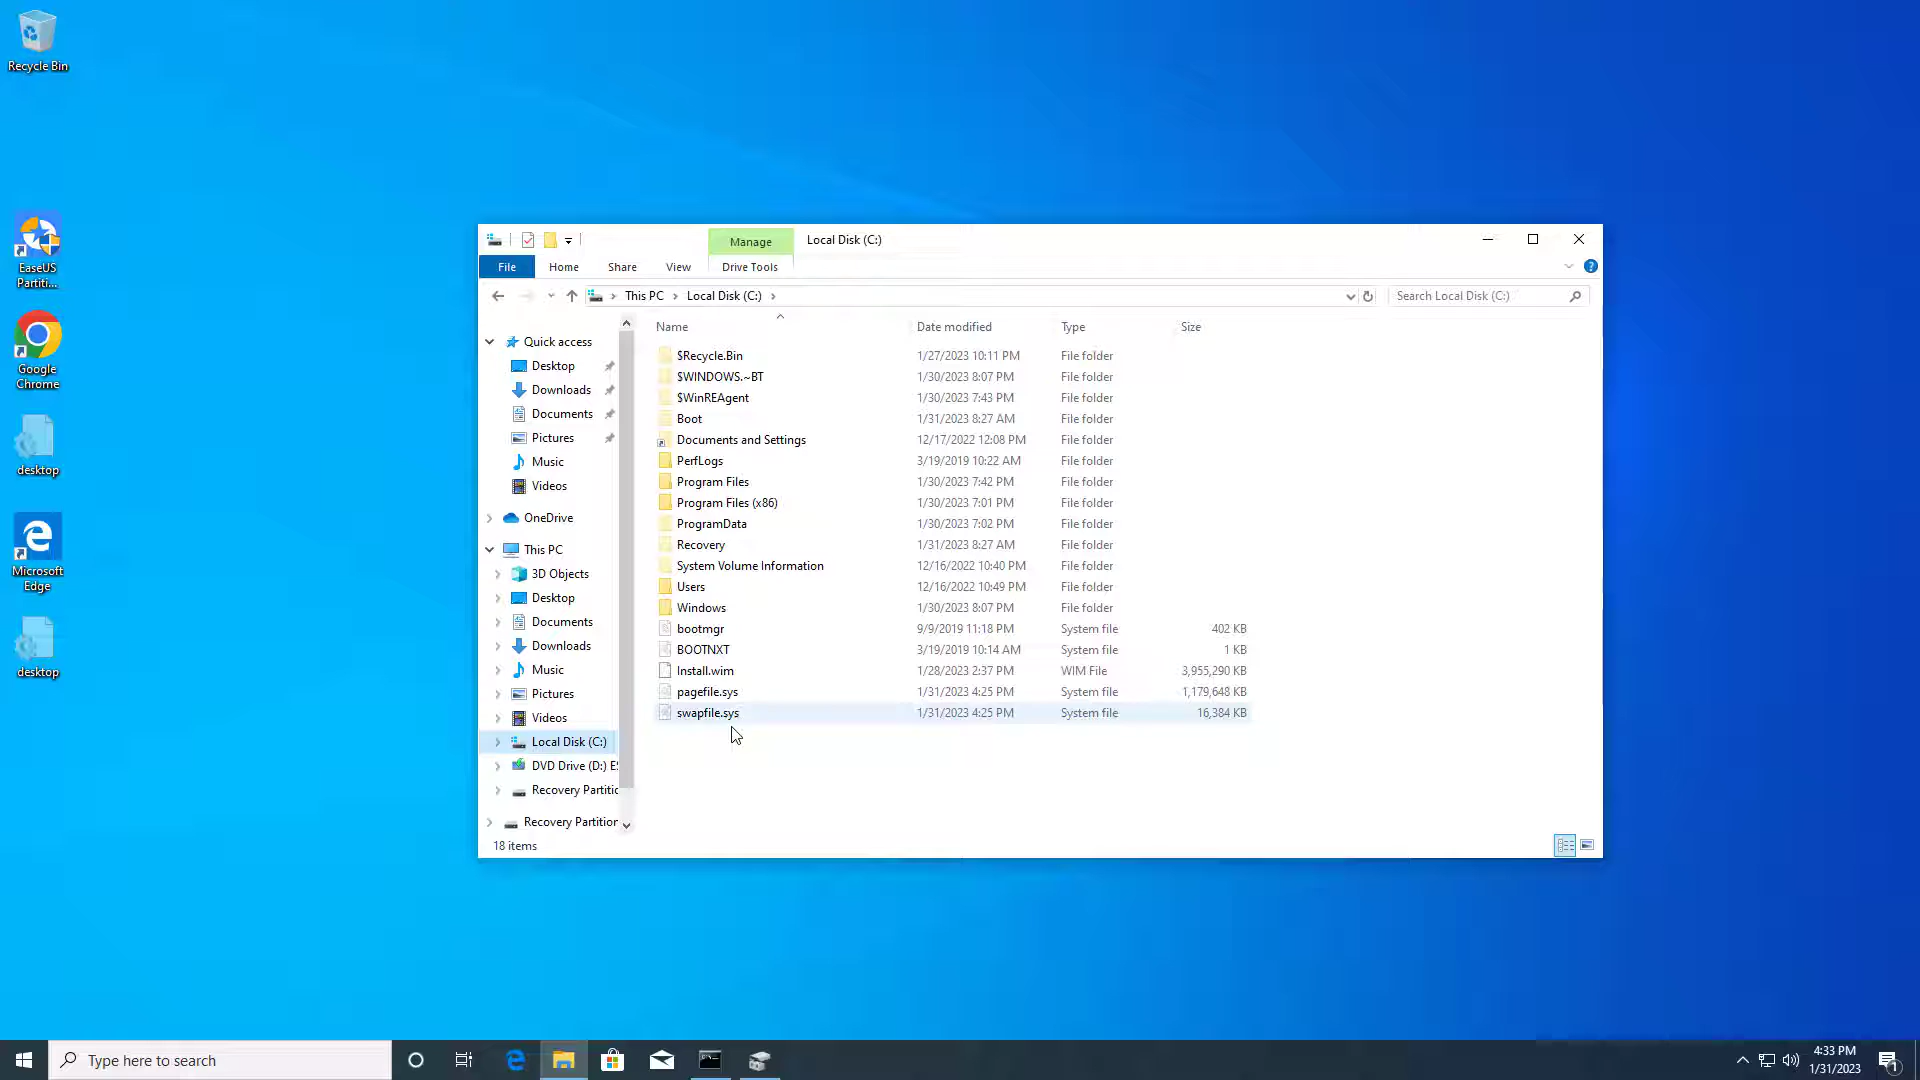 Recycle Bin
EaseUS
Partiti...
Google
Chrome
desktop
Microsoft
Edge
desktop
Manage
Local Disk (C:)
File
Home
Share
View
Drive Tools
This PC
Local Disk (C:)
Search Local Disk (C:)
Quick access
Desktop
Downloads
Documents
Pictures
Music
Videos
OneDrive
This PC
3D Objects
Desktop
Documents
Downloads
Music
Pictures
Videos
Local Disk (C:)
DVD Drive (D:) ES
Recovery Partitic
Recovery Partition
Name Date modified Type Size
$Recycle.Bin 1/27/2023 10:11 PM File folder
$WINDOWS.~BT 1/30/2023 8:07 PM File folder
$WinREAgent 1/30/2023 7:43 PM File folder
Boot 1/31/2023 8:27 AM File folder
Documents and Settings 12/17/2022 12:08 PM File folder
PerfLogs 3/19/2019 10:22 AM File folder
Program Files 1/30/2023 7:42 PM File folder
Program Files (x86) 1/30/2023 7:01 PM File folder
ProgramData 1/30/2023 7:02 PM File folder
Recovery 1/31/2023 8:27 AM File folder
System Volume Information 12/16/2022 10:40 PM File folder
Users 12/16/2022 10:49 PM File folder
Windows 1/30/2023 8:07 PM File folder
bootmgr 9/9/2019 11:18 PM System file 402 KB
BOOTNXT 3/19/2019 10:14 AM System file 1 KB
Install.wim 1/28/2023 2:37 PM WIM File 3,955,290 KB
pagefile.sys 1/31/2023 4:25 PM System file 1,179,648 KB
swapfile.sys 1/31/2023 4:25 PM System file 16,384 KB
18 items
Type here to search
4:33 PM
1/31/2023
1